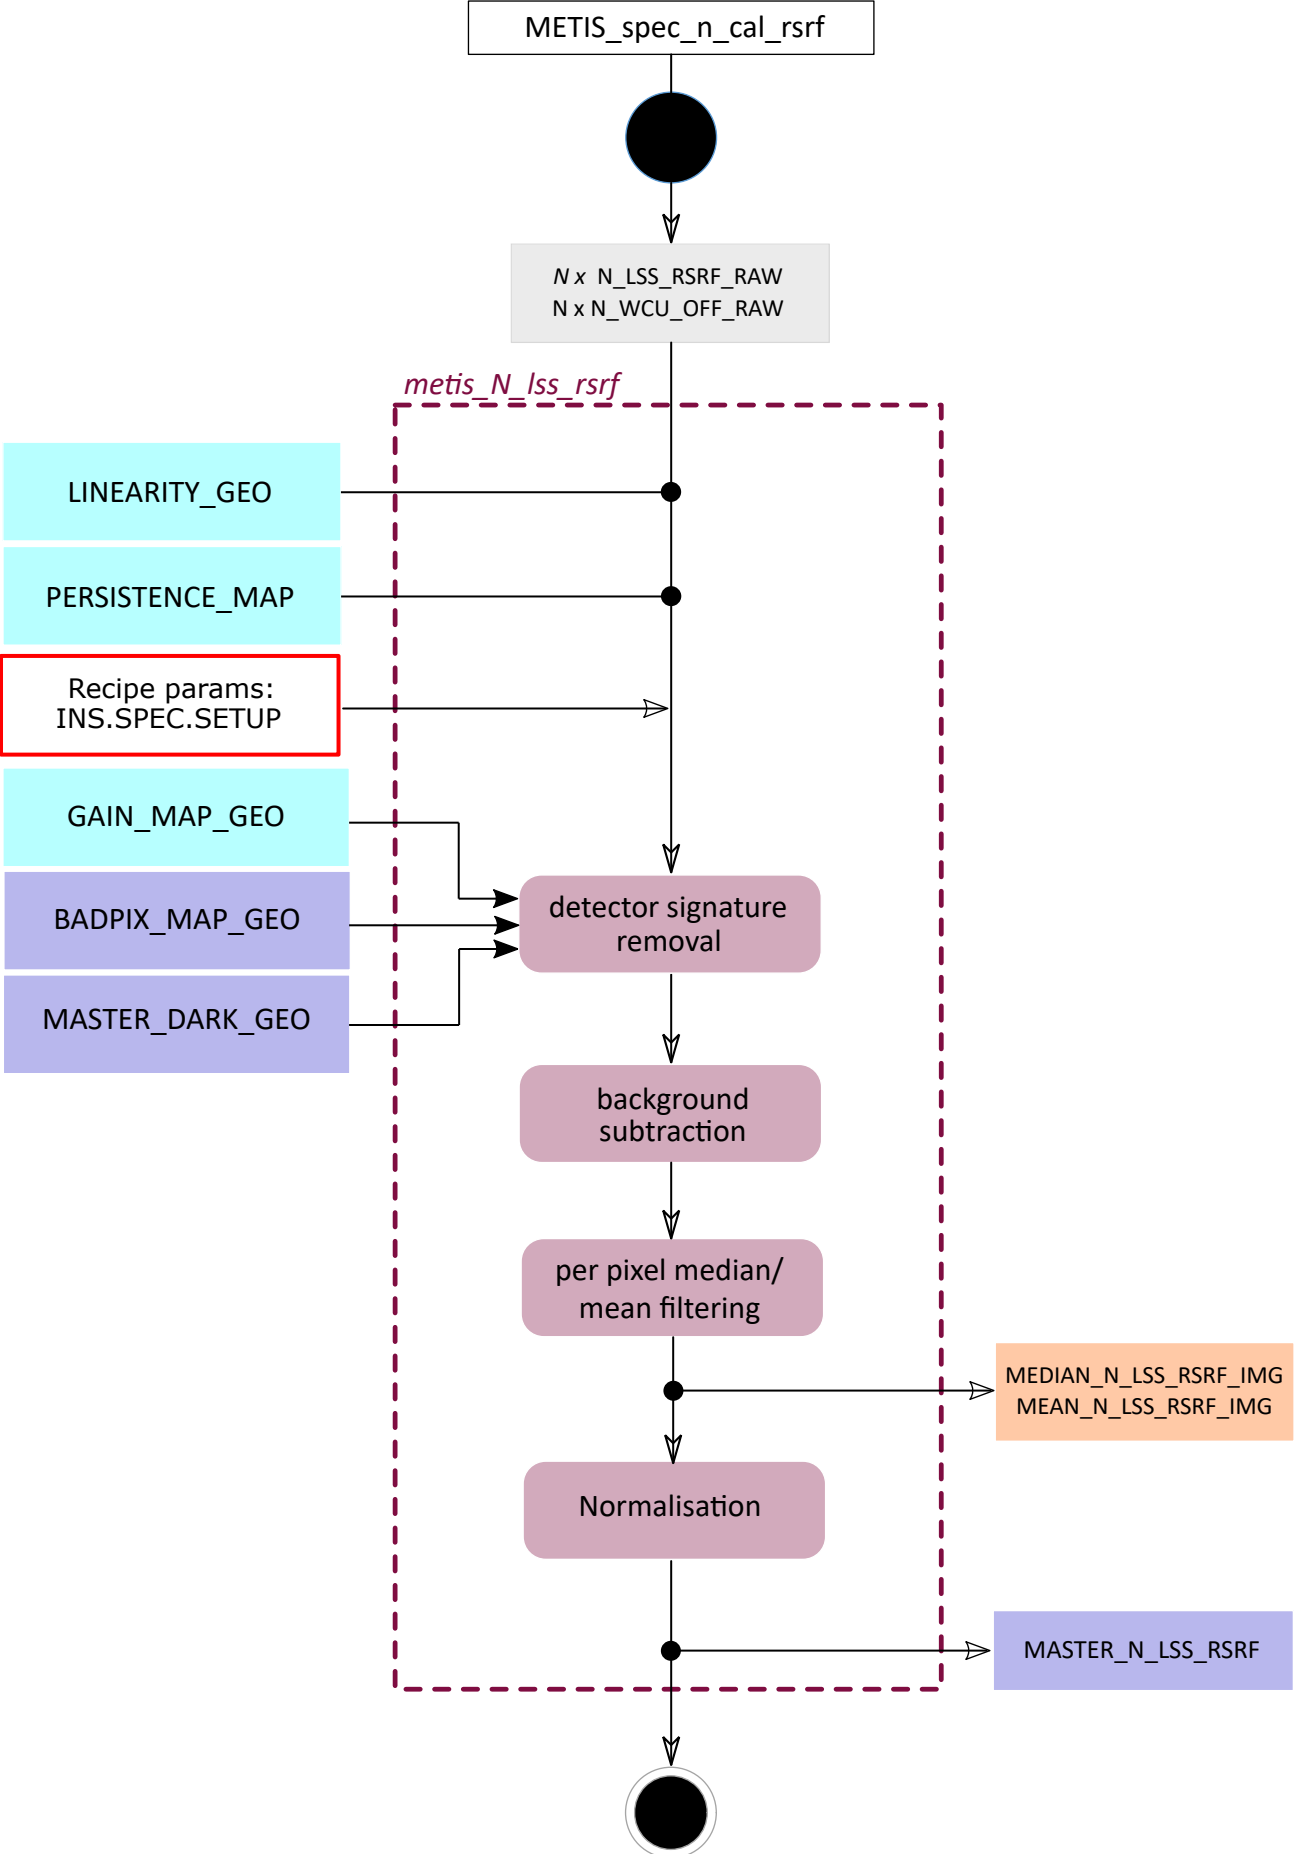 METIS_spec_n_cal_rsrf
N x N_LSS_RSRF_RAW
N x N_WCU_OFF_RAW
metis_N_lss_rsrf
LINEARITY_GEO
PERSISTENCE_MAP
Recipe params:
INS.SPEC.SETUP
GAIN_MAP_GEO
BADPIX_MAP_GEO
MASTER_DARK_GEO
detector signature
removal
background
subtraction
per pixel median/
mean filtering
MEDIAN_N_LSS_RSRF_IMG
MEAN_N_LSS_RSRF_IMG
Normalisation
MASTER_N_LSS_RSRF